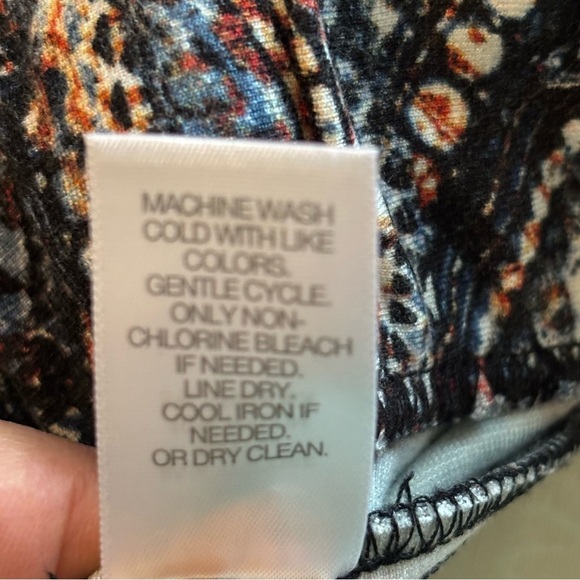 MACHINE WASH
COLD WITH LIKE
COLORS.
GENTLE CYCLE.
ONLY NON-
CHLORINE BLEACH
IF NEEDED.
LINE DRY.
COOL IRON IF
NEEDED.
OR DRY CLEAN.